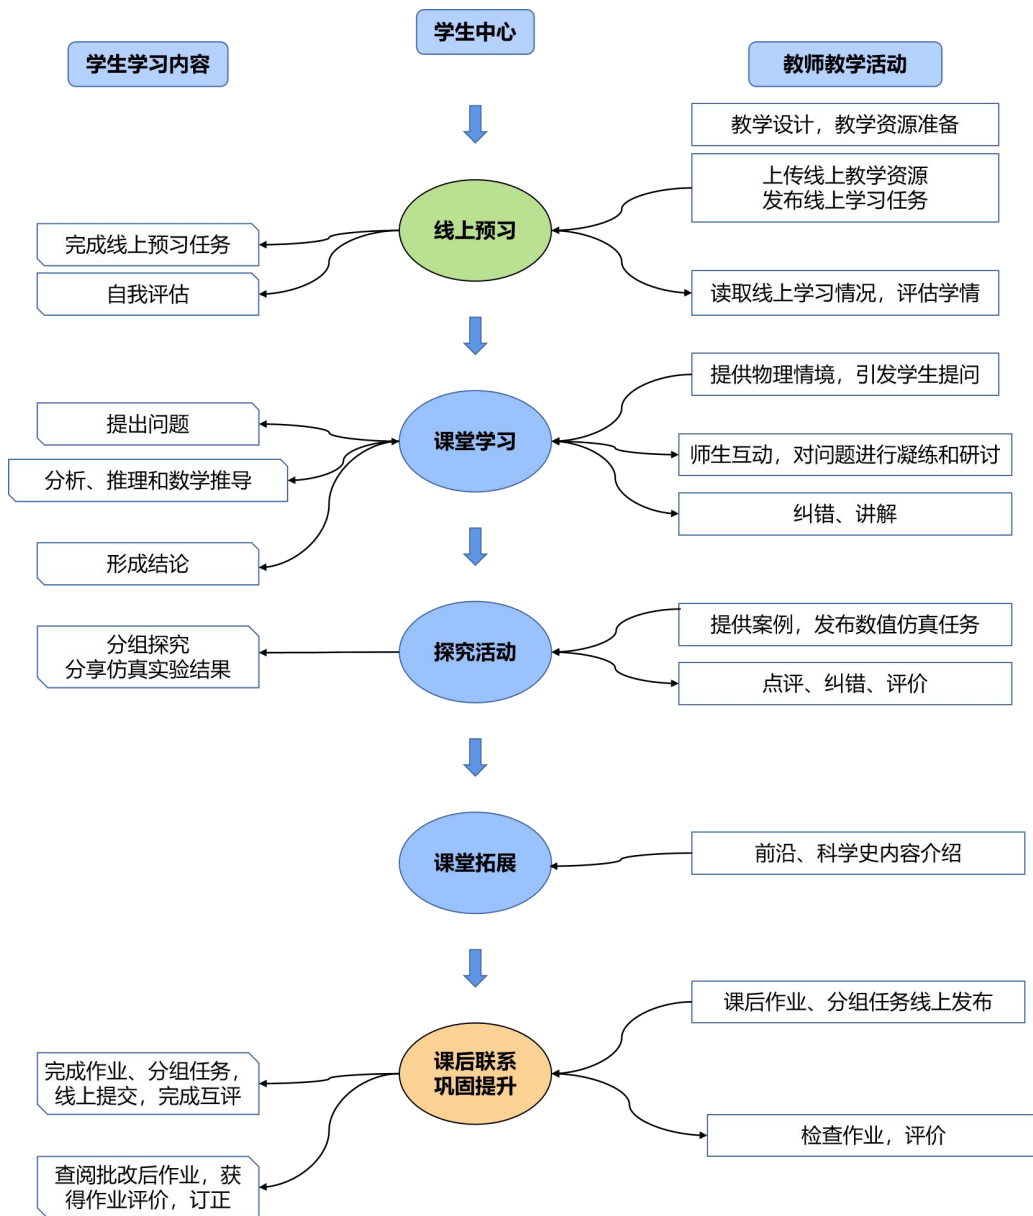 学生中心
学生学习内容
教师教学活动
教学设计，教学资源准备
上传线上教学资源
发布线上学习任务
线上预习
完成线上预习任务
自我评估
读取线上学习情况，评估学情
提供物理情境，引发学生提问
提出问题
课堂学习
师生互动，对问题进行凝练和研讨
分析、推理和数学推导
纠错、讲解
形成结论
提供案例，发布数值仿真任务
分组探究
分享仿真实验结果
探究活动
点评、纠错、评价
课堂拓展
前沿、科学史内容介绍
课后作业、分组任务线上发布
课后联系
巩固提升
完成作业、分组任务，
线上提交，完成互评
检查作业，评价
查阅批改后作业，获
得作业评价，订正